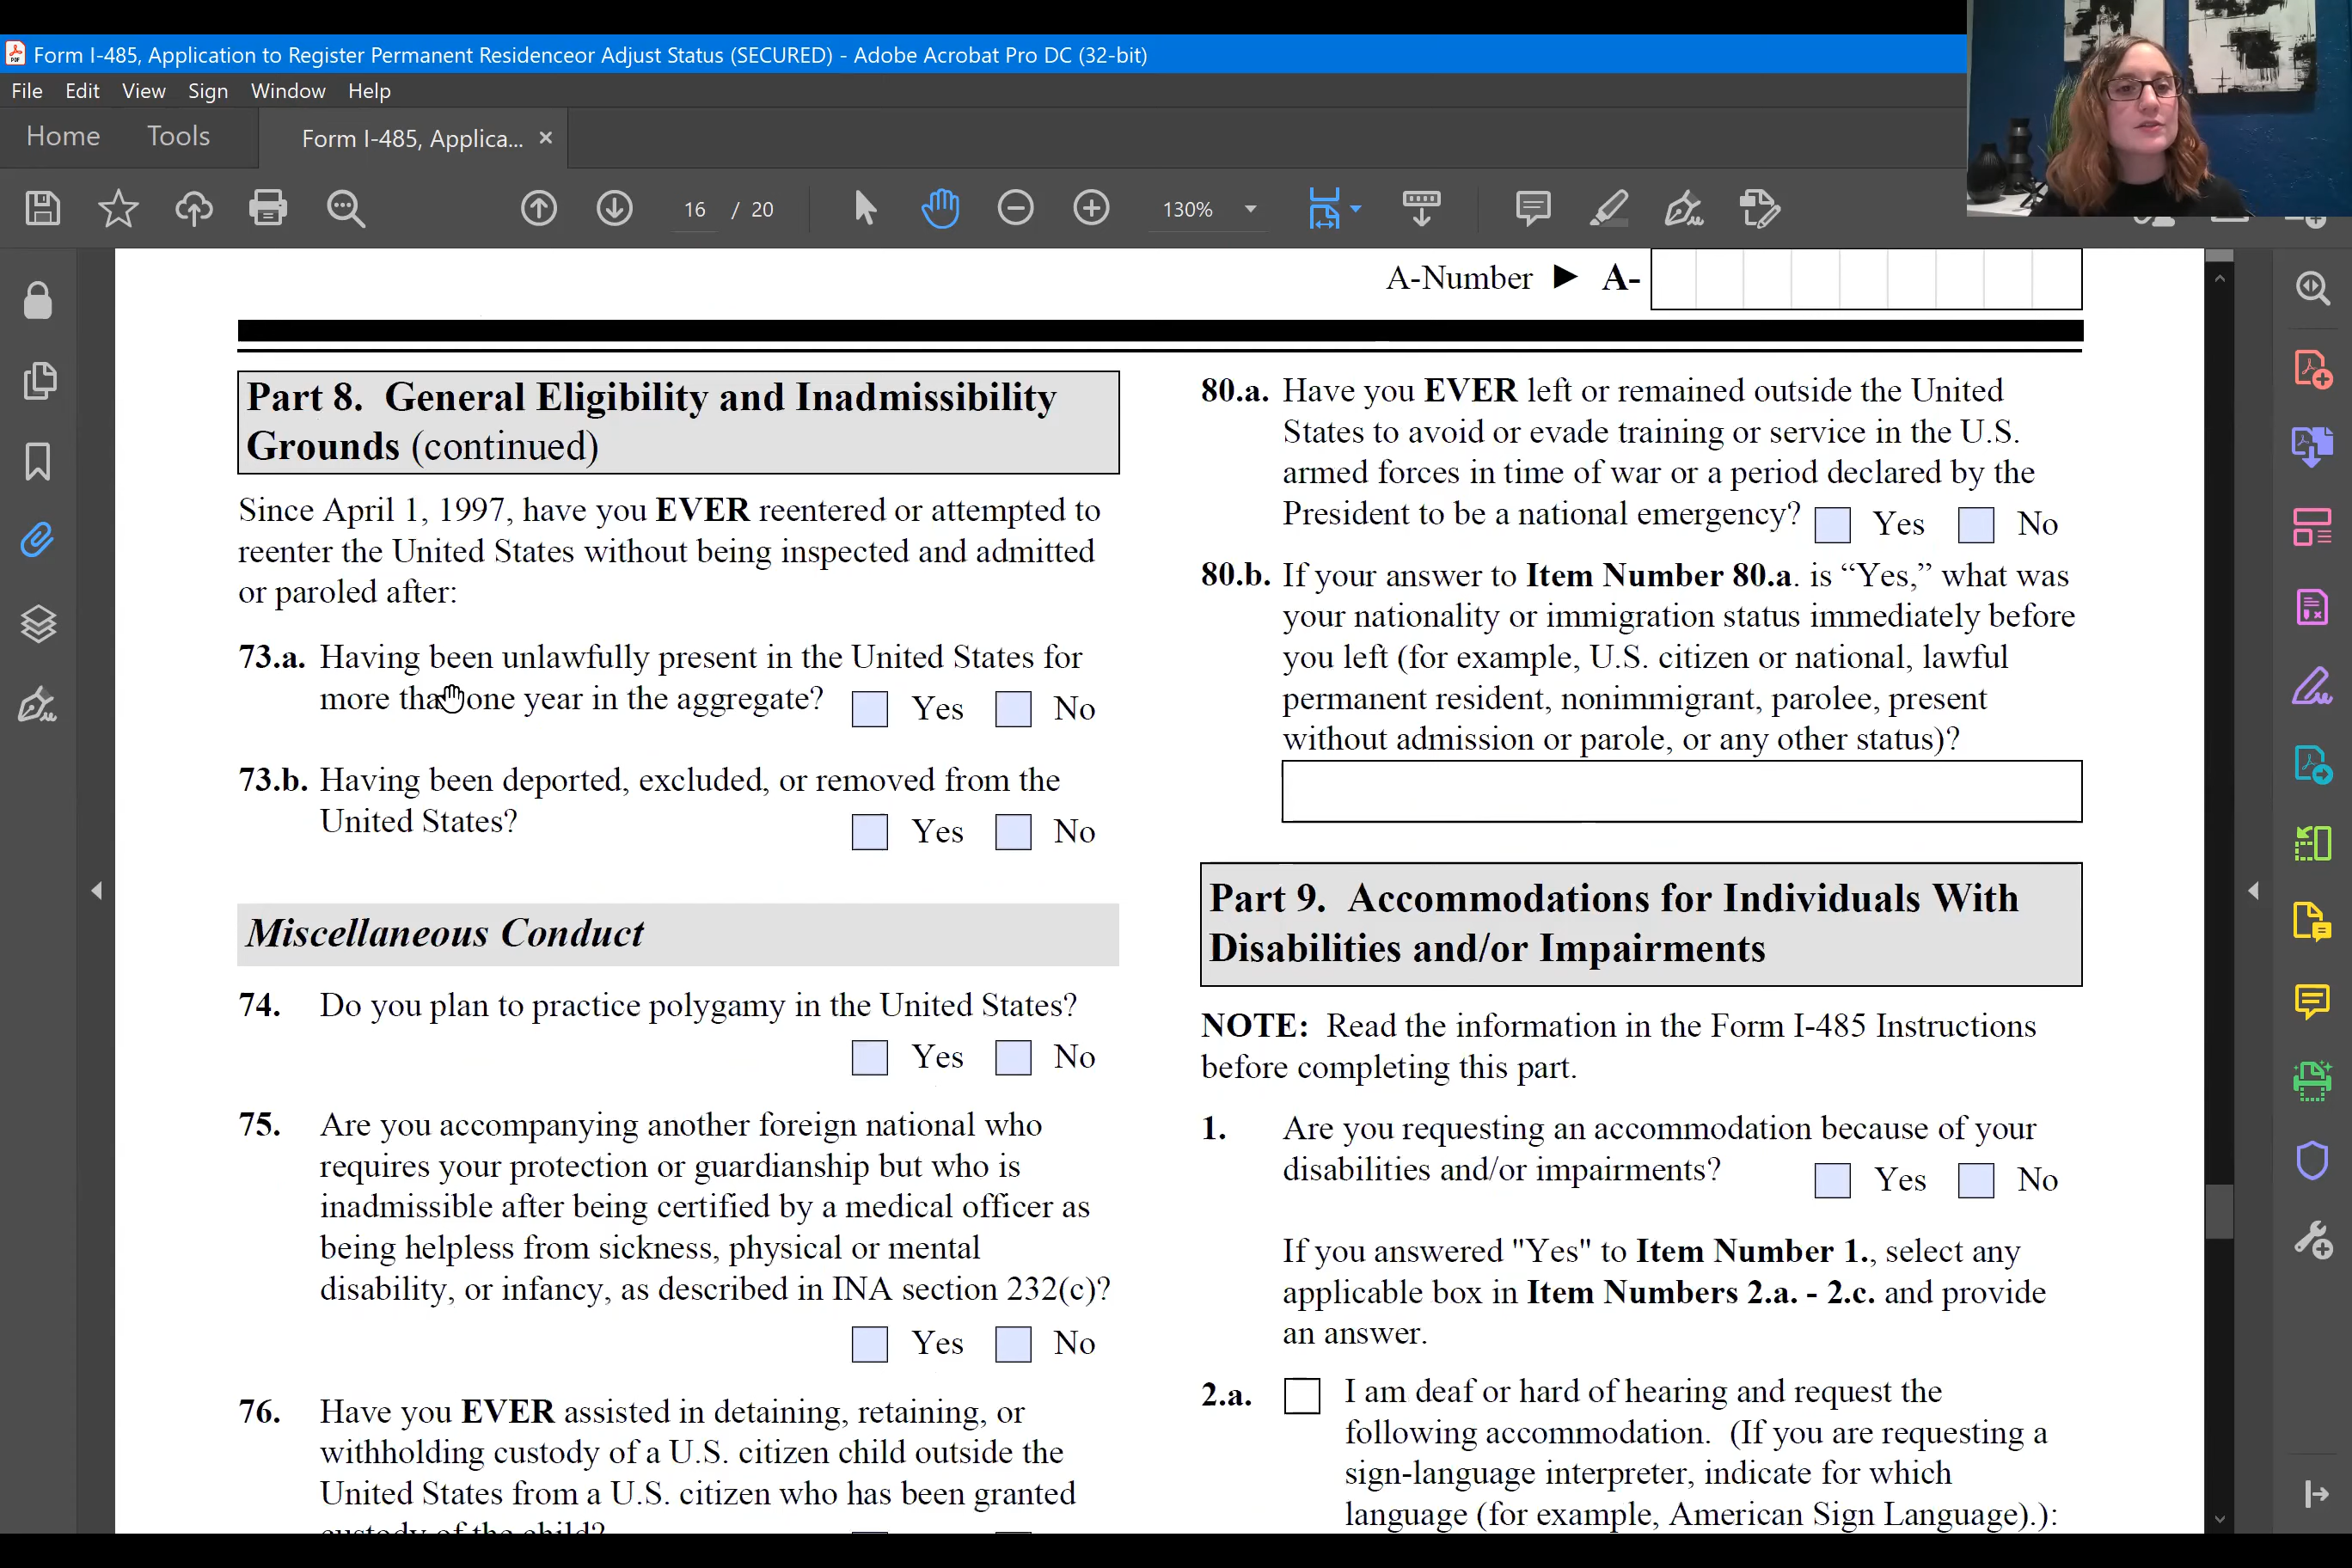 Form I-485, Application to Register Permanent Residenceor Adjust Status (SECURED) - Adobe Acrobat Pro DC (32-bit)
File Edit View Sign Window Help
Home Tools Form I-485, Applica... ×
16 / 20 130%
A-Number ► A-
Part 8. General Eligibility and Inadmissibility
Grounds (continued)
Since April 1, 1997, have you EVER reentered or attempted to
reenter the United States without being inspected and admitted
or paroled after:
73.a. Having been unlawfully present in the United States for
more than one year in the aggregate? Yes No
73.b. Having been deported, excluded, or removed from the
United States? Yes No
Miscellaneous Conduct
74. Do you plan to practice polygamy in the United States?
Yes No
75. Are you accompanying another foreign national who
requires your protection or guardianship but who is
inadmissible after being certified by a medical officer as
being helpless from sickness, physical or mental
disability, or infancy, as described in INA section 232(c)?
Yes No
76. Have you EVER assisted in detaining, retaining, or
withholding custody of a U.S. citizen child outside the
United States from a U.S. citizen who has been granted
custody of the child?
80.a. Have you EVER left or remained outside the United
States to avoid or evade training or service in the U.S.
armed forces in time of war or a period declared by the
President to be a national emergency? Yes No
80.b. If your answer to Item Number 80.a. is “Yes,” what was
your nationality or immigration status immediately before
you left (for example, U.S. citizen or national, lawful
permanent resident, nonimmigrant, parolee, present
without admission or parole, or any other status)?
Part 9. Accommodations for Individuals With
Disabilities and/or Impairments
NOTE: Read the information in the Form I-485 Instructions
before completing this part.
1. Are you requesting an accommodation because of your
disabilities and/or impairments? Yes No
If you answered "Yes" to Item Number 1., select any
applicable box in Item Numbers 2.a. - 2.c. and provide
an answer.
2.a. I am deaf or hard of hearing and request the
following accommodation. (If you are requesting a
sign-language interpreter, indicate for which
language (for example, American Sign Language).):